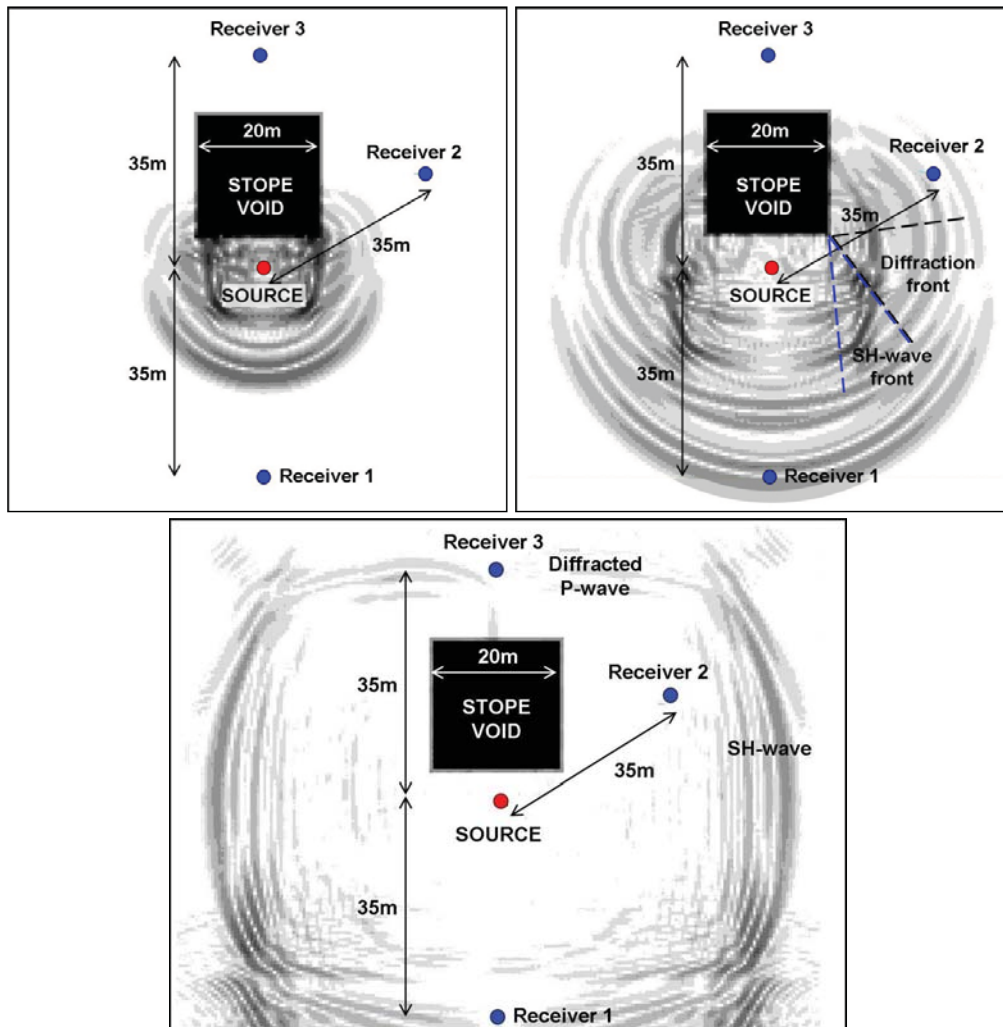 Receiver 3
20m
Receiver 2
35m
STOPE
VOID
35m
SOURCE
35m
Receiver 1
Receiver 3
20m
Receiver 2
35m
STOPE
VOID
35m
Diffraction
front
SOURCE
SH-wave
front
35m
Receiver 1
Receiver 3
Diffracted
P-wave
20m
Receiver 2
35m
STOPE
VOID
SH-wave
35m
SOURCE
35m
Receiver 1